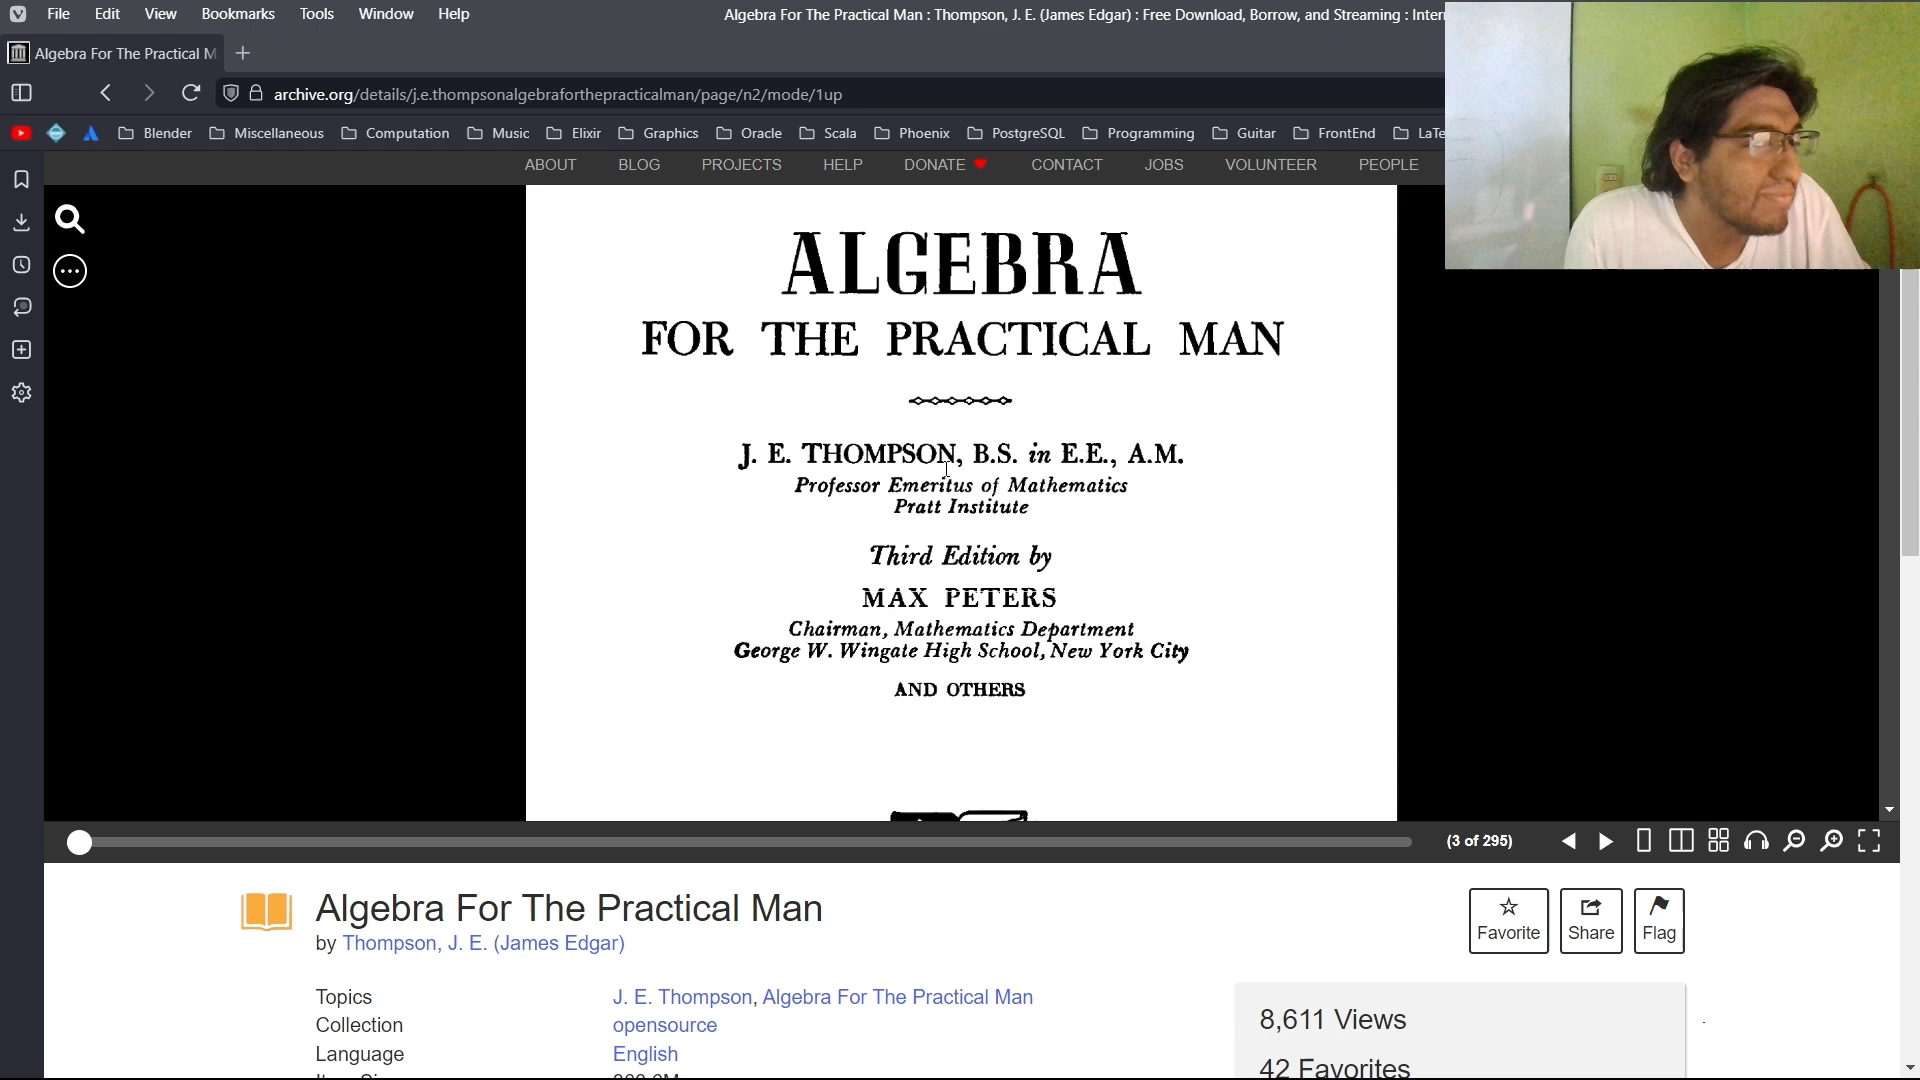 File Edit View Bookmarks Tools Window Help
Algebra For The Practical Man : Thompson, J. E. (James Edgar) : Free Download, Borrow, and Streaming : Inter
Algebra For The Practical M
archive.org/details/j.e.thompsonalgebraforthepracticalman/page/n2/mode/1up
Blender Miscellaneous Computation Music Elixir Graphics Oracle Scala Phoenix PostgreSQL Programming Guitar FrontEnd LaTe
ABOUT BLOG PROJECTS HELP DONATE CONTACT JOBS VOLUNTEER PEOPLE
ALGEBRA
FOR THE PRACTICAL MAN
J. E. THOMPSON, B.S. in E.E., A.M.
Professor Emeritus of Mathematics
Pratt Institute
Third Edition by
MAX PETERS
Chairman, Mathematics Department
George W. Wingate High School, New York City
AND OTHERS
(3 of 295)
Algebra For The Practical Man
by Thompson, J. E. (James Edgar)
Favorite Share Flag
Topics J. E. Thompson, Algebra For The Practical Man
Collection opensource
Language English
8,611 Views
42 Favorites